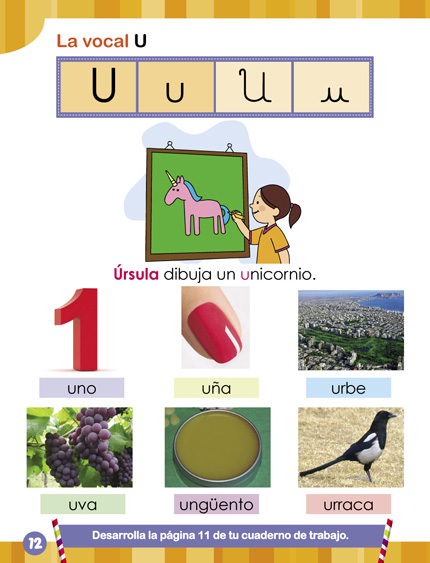 La vocal U
U u U u
Úrsula dibuja un unicornio.
1
uno uña urbe
uva ungüento urraca
12 Desarrolla la página 11 de tu cuaderno de trabajo.